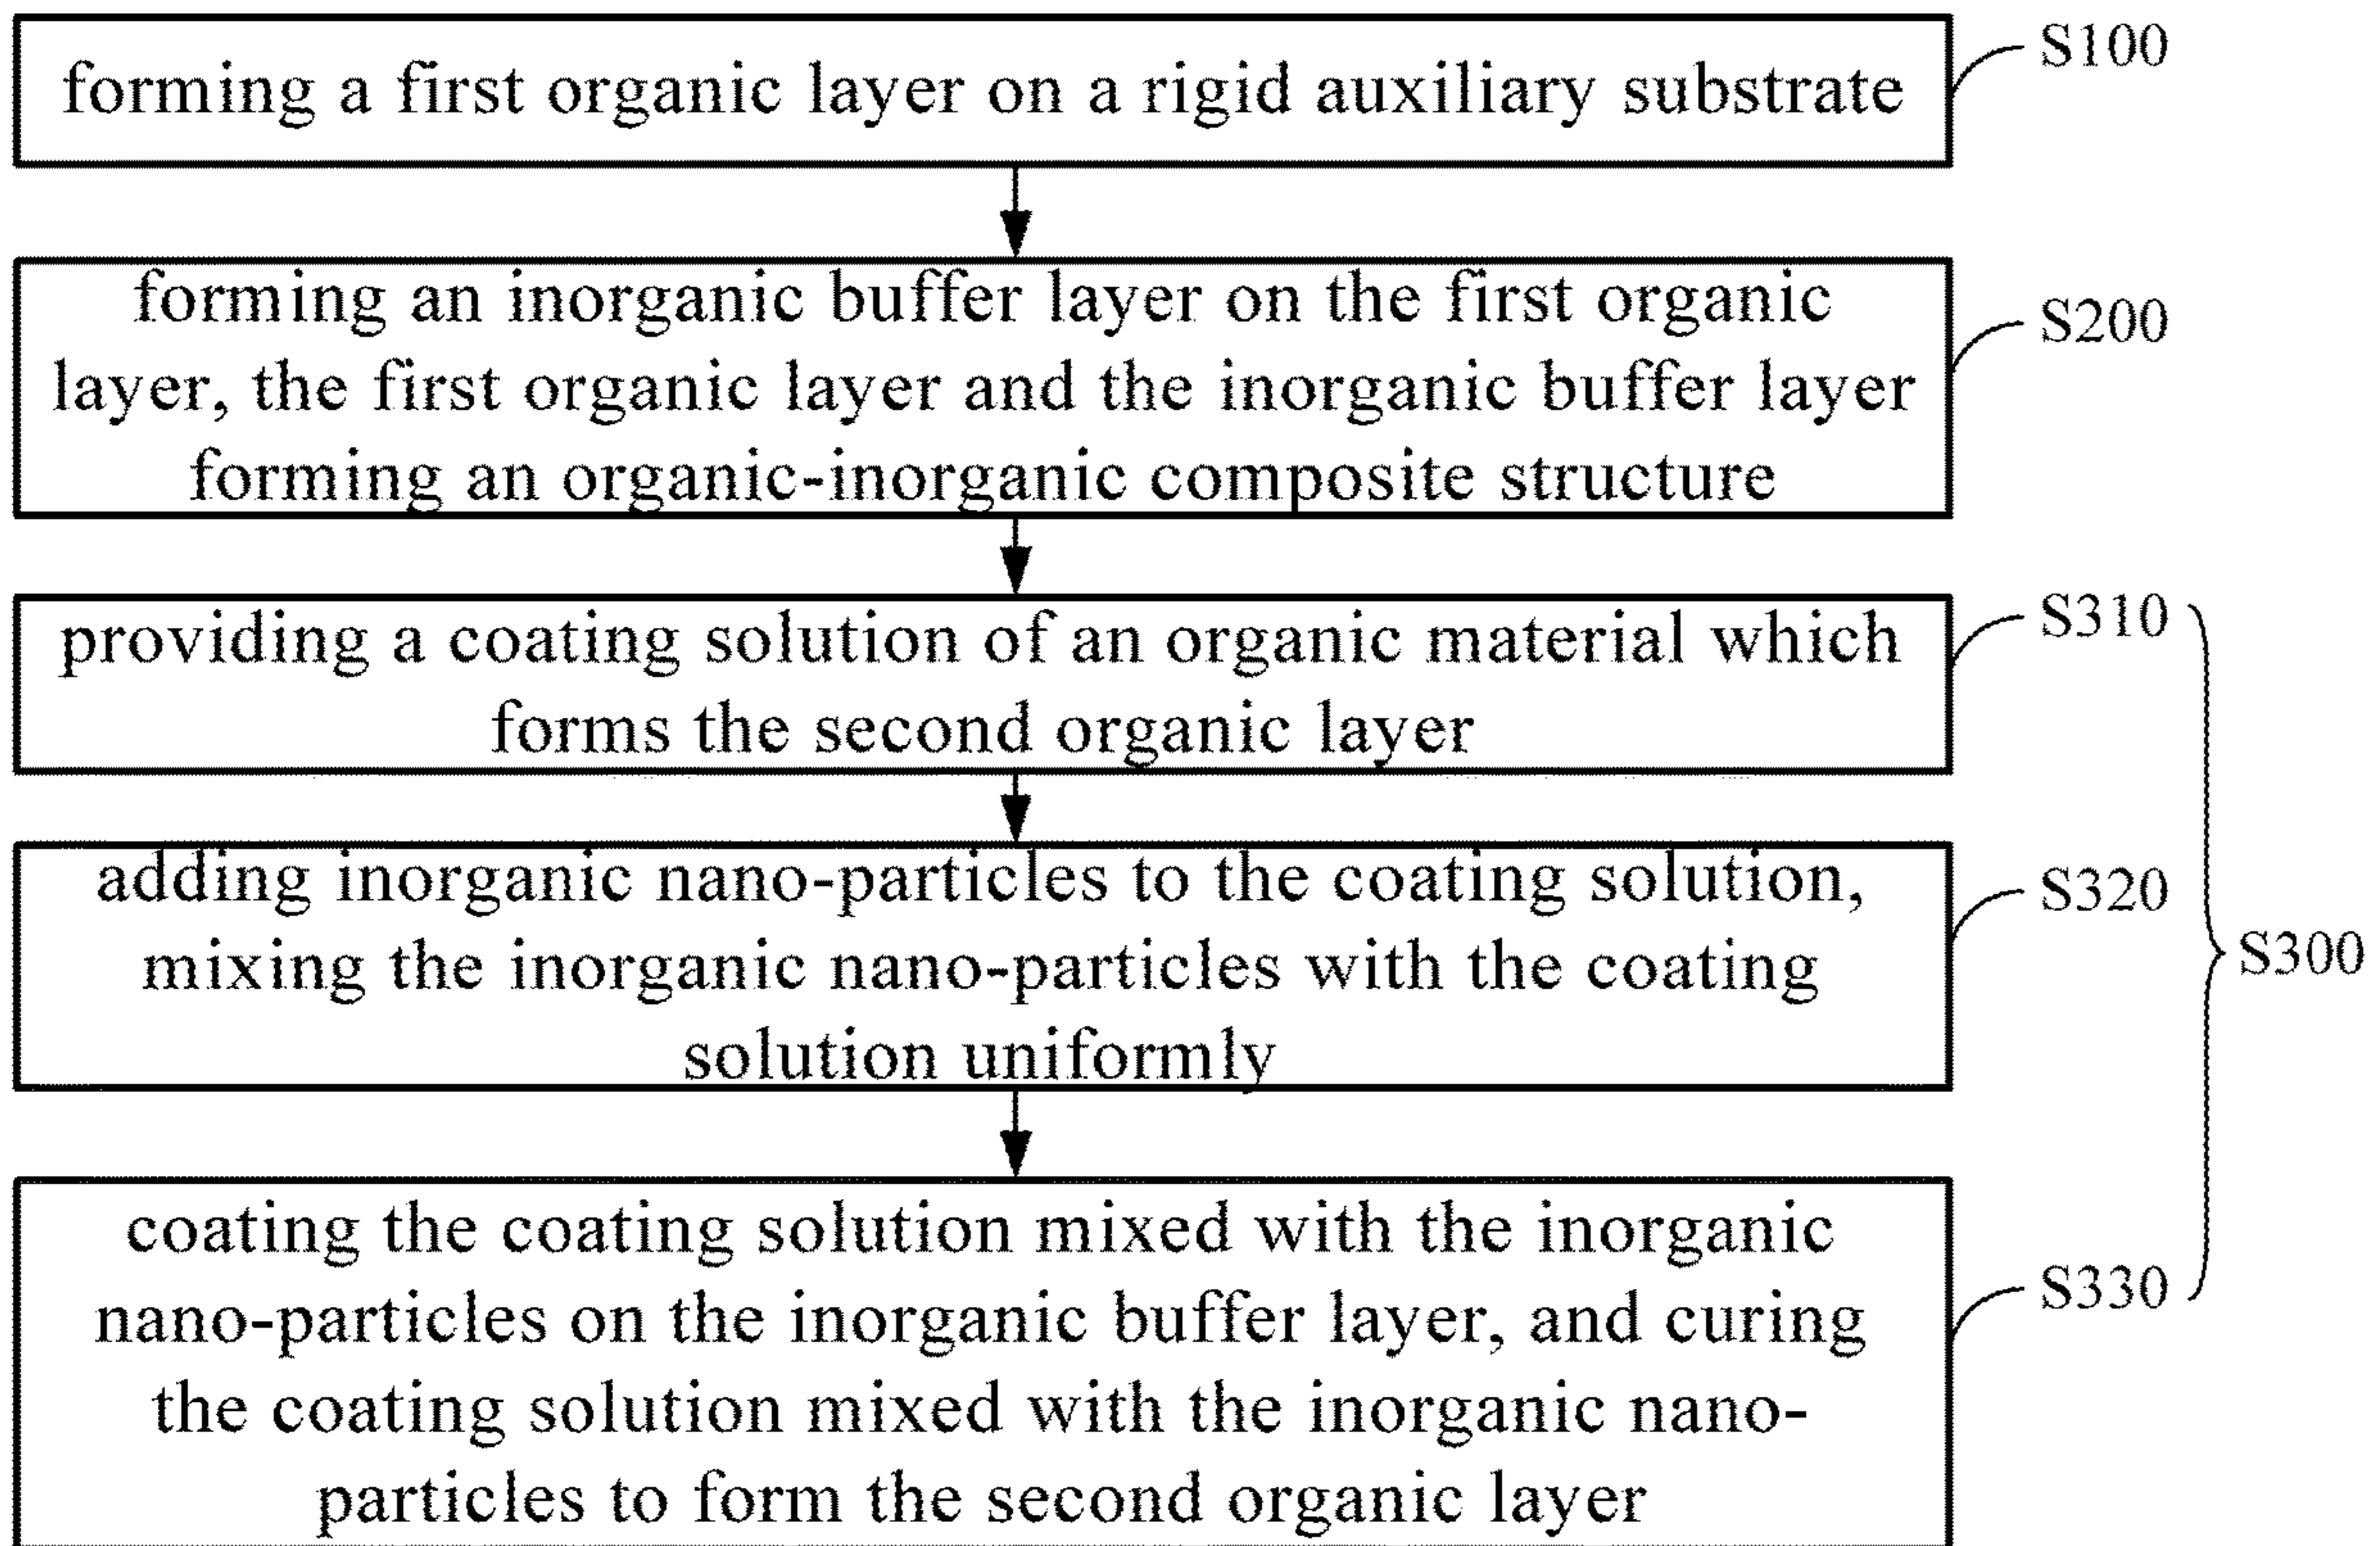 forming a first organic layer on a rigid auxiliary substrate
S100
forming an inorganic buffer layer on the first organic
layer, the first organic layer and the inorganic buffer layer
forming an organic-inorganic composite structure
S200
providing a coating solution of an organic material which
forms the second organic layer
S310
adding inorganic nano-particles to the coating solution,
mixing the inorganic nano-particles with the coating
solution uniformly
S320
S300
coating the coating solution mixed with the inorganic
nano-particles on the inorganic buffer layer, and curing
the coating solution mixed with the inorganic nano-
particles to form the second organic layer
S330